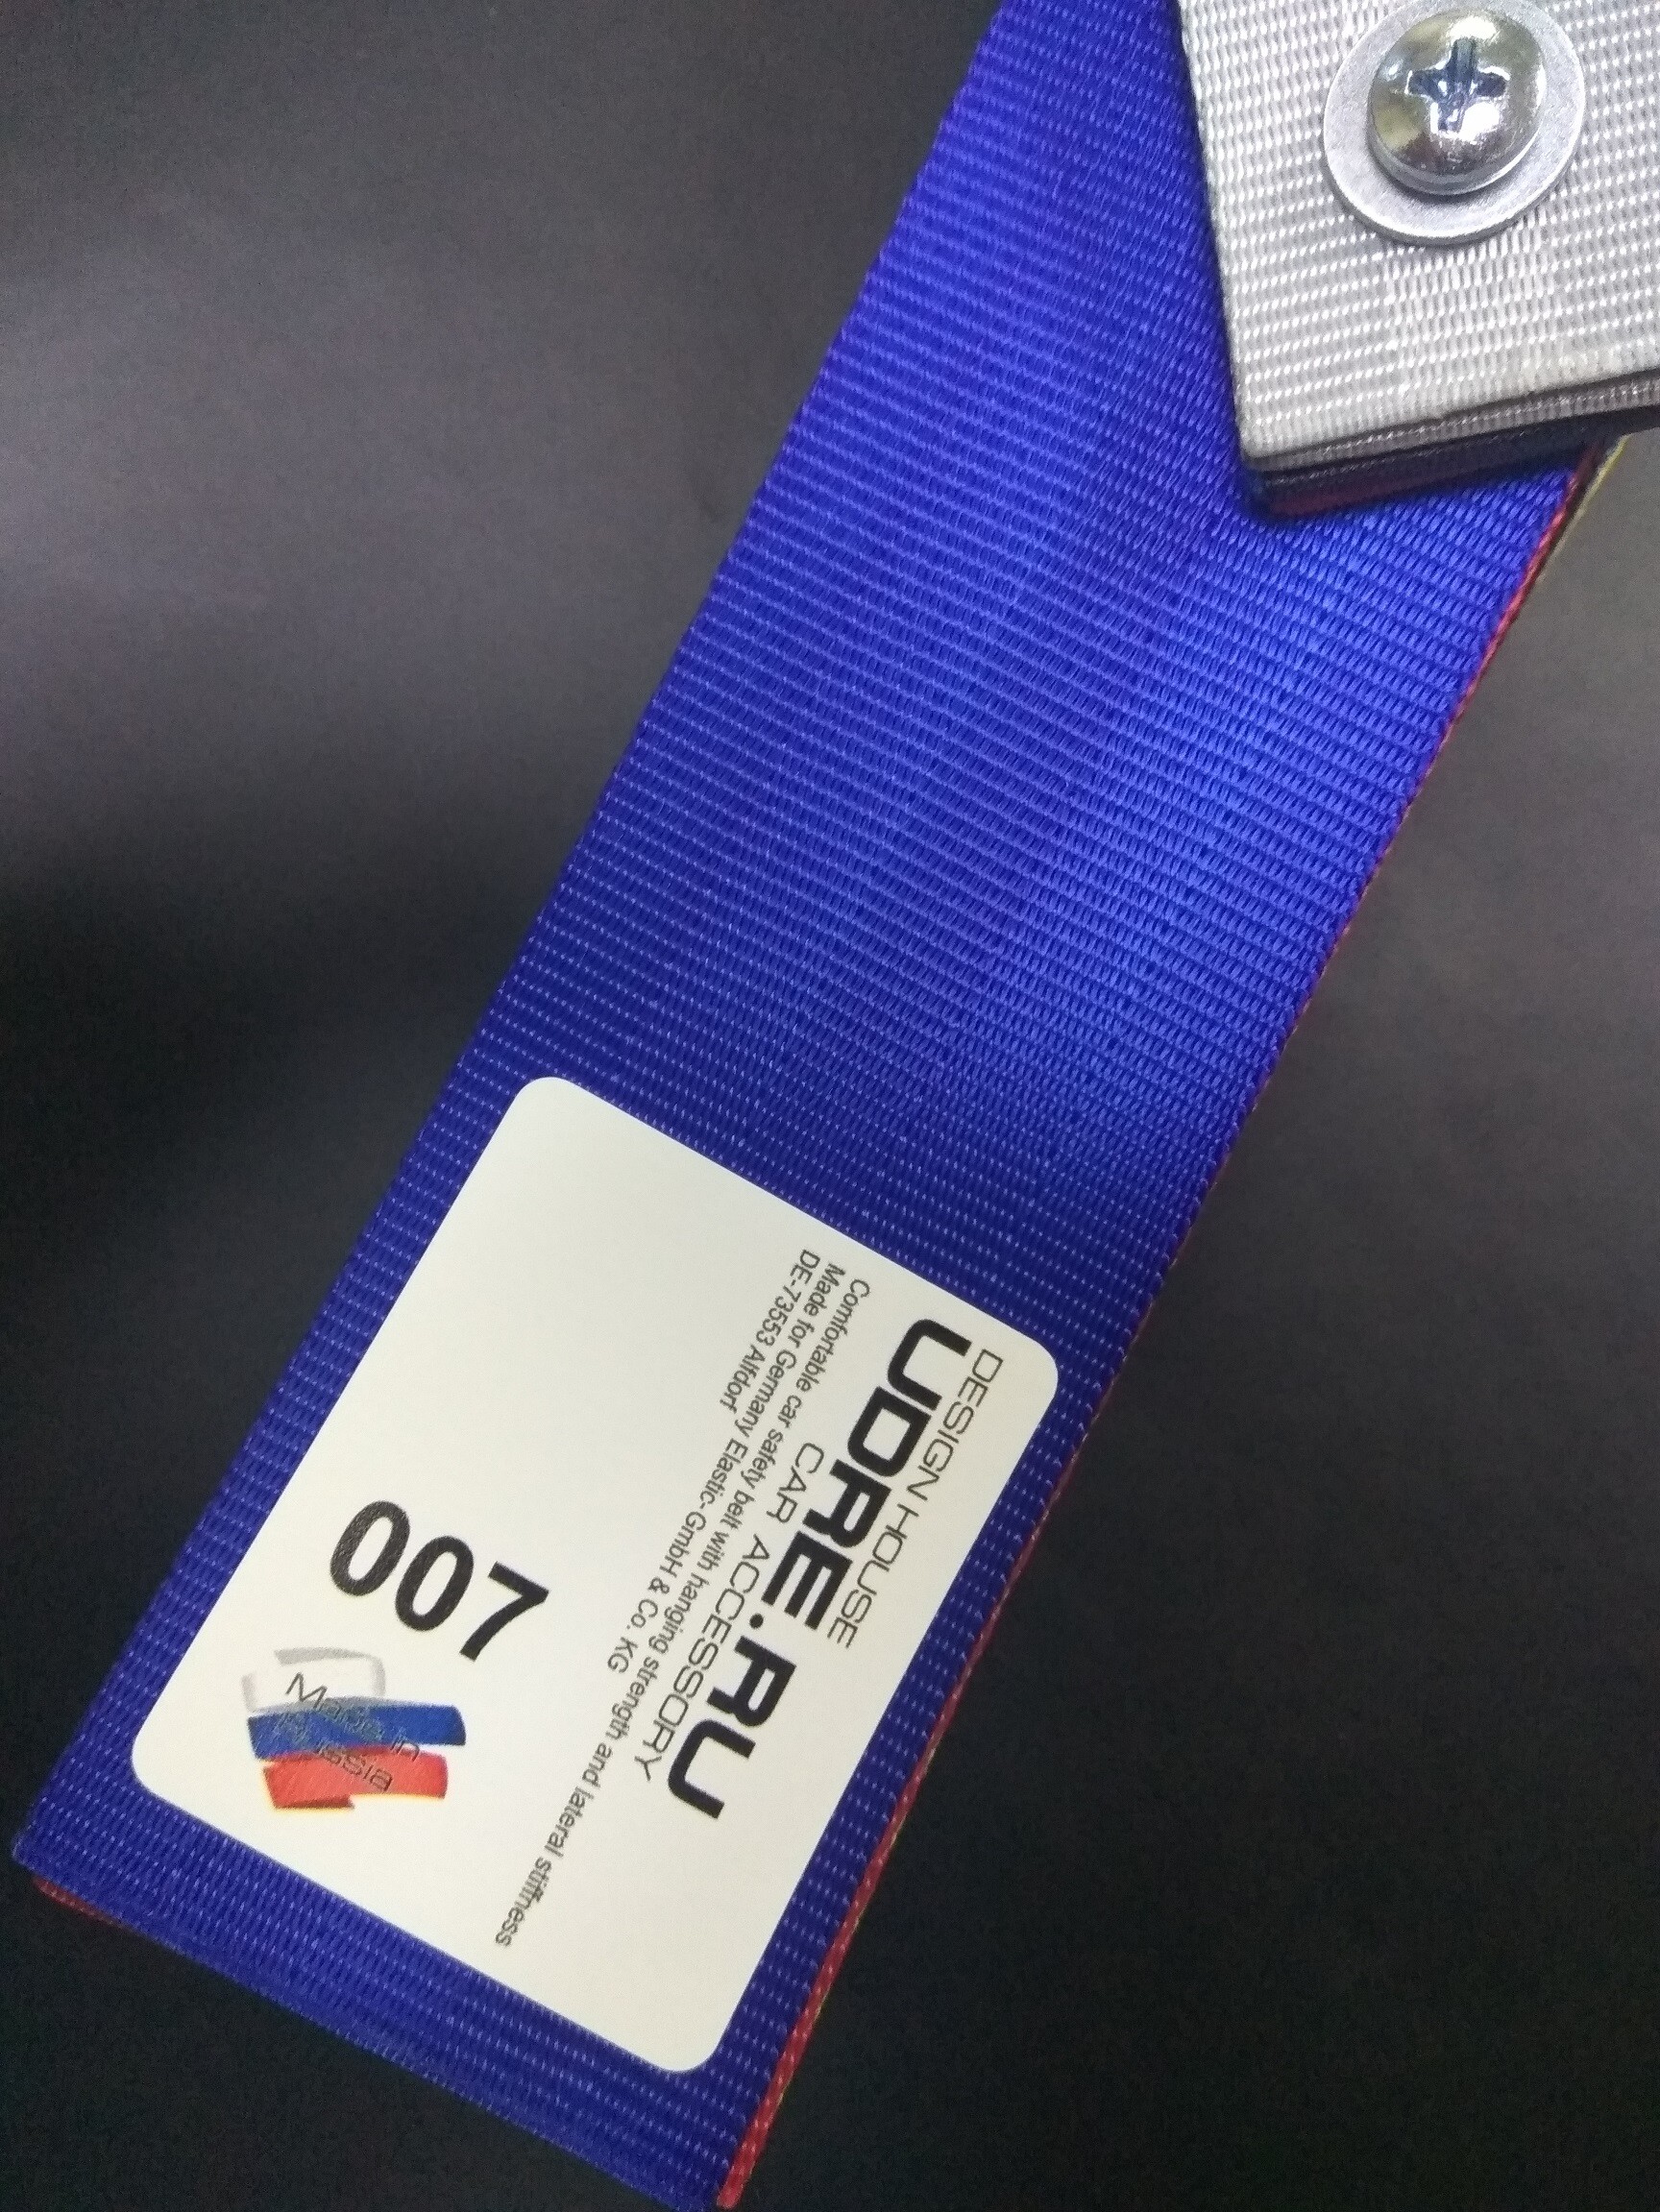 DESIGN HOUSE
UDRE.RU
CAR ACCESSORY
Comfortable car safety belt with hanging strength and lateral stiffness
Made for Germany Elastic-GmbH & Co. KG
DE-73553 Alfdorf
007
Made in
Russia